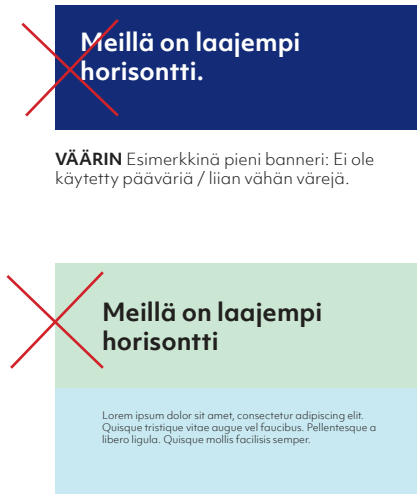 Meillä on laajempi
horisontti.
VÄÄRIN Esimerkkinä pieni banneri: Ei ole
käytetty pääväriä / liian vähän värejä.
Meillä on laajempi
horisontti
Lorem ipsum dolor sit amet, consectetur adipiscing elit.
Quisque tristique vitae augue vel faucibus. Pellentesque a
libero ligula. Quisque mollis facilisis semper.